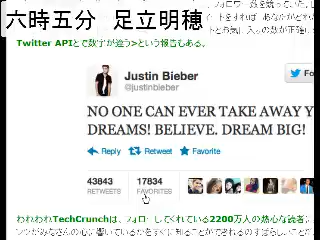 六時五分 足立明穂
Twitter APIとで数字が違う>という報告もある。
Justin Bieber
@justinbieber
NO ONE CAN EVER TAKE AWAY Y
DREAMS! BELIEVE. DREAM BIG!
Reply Retweet Favorite
43843 17834
RETWEETS FAVORITES
われわれTechCrunchは、フォローしてくれている2200万人の熱心な読者に